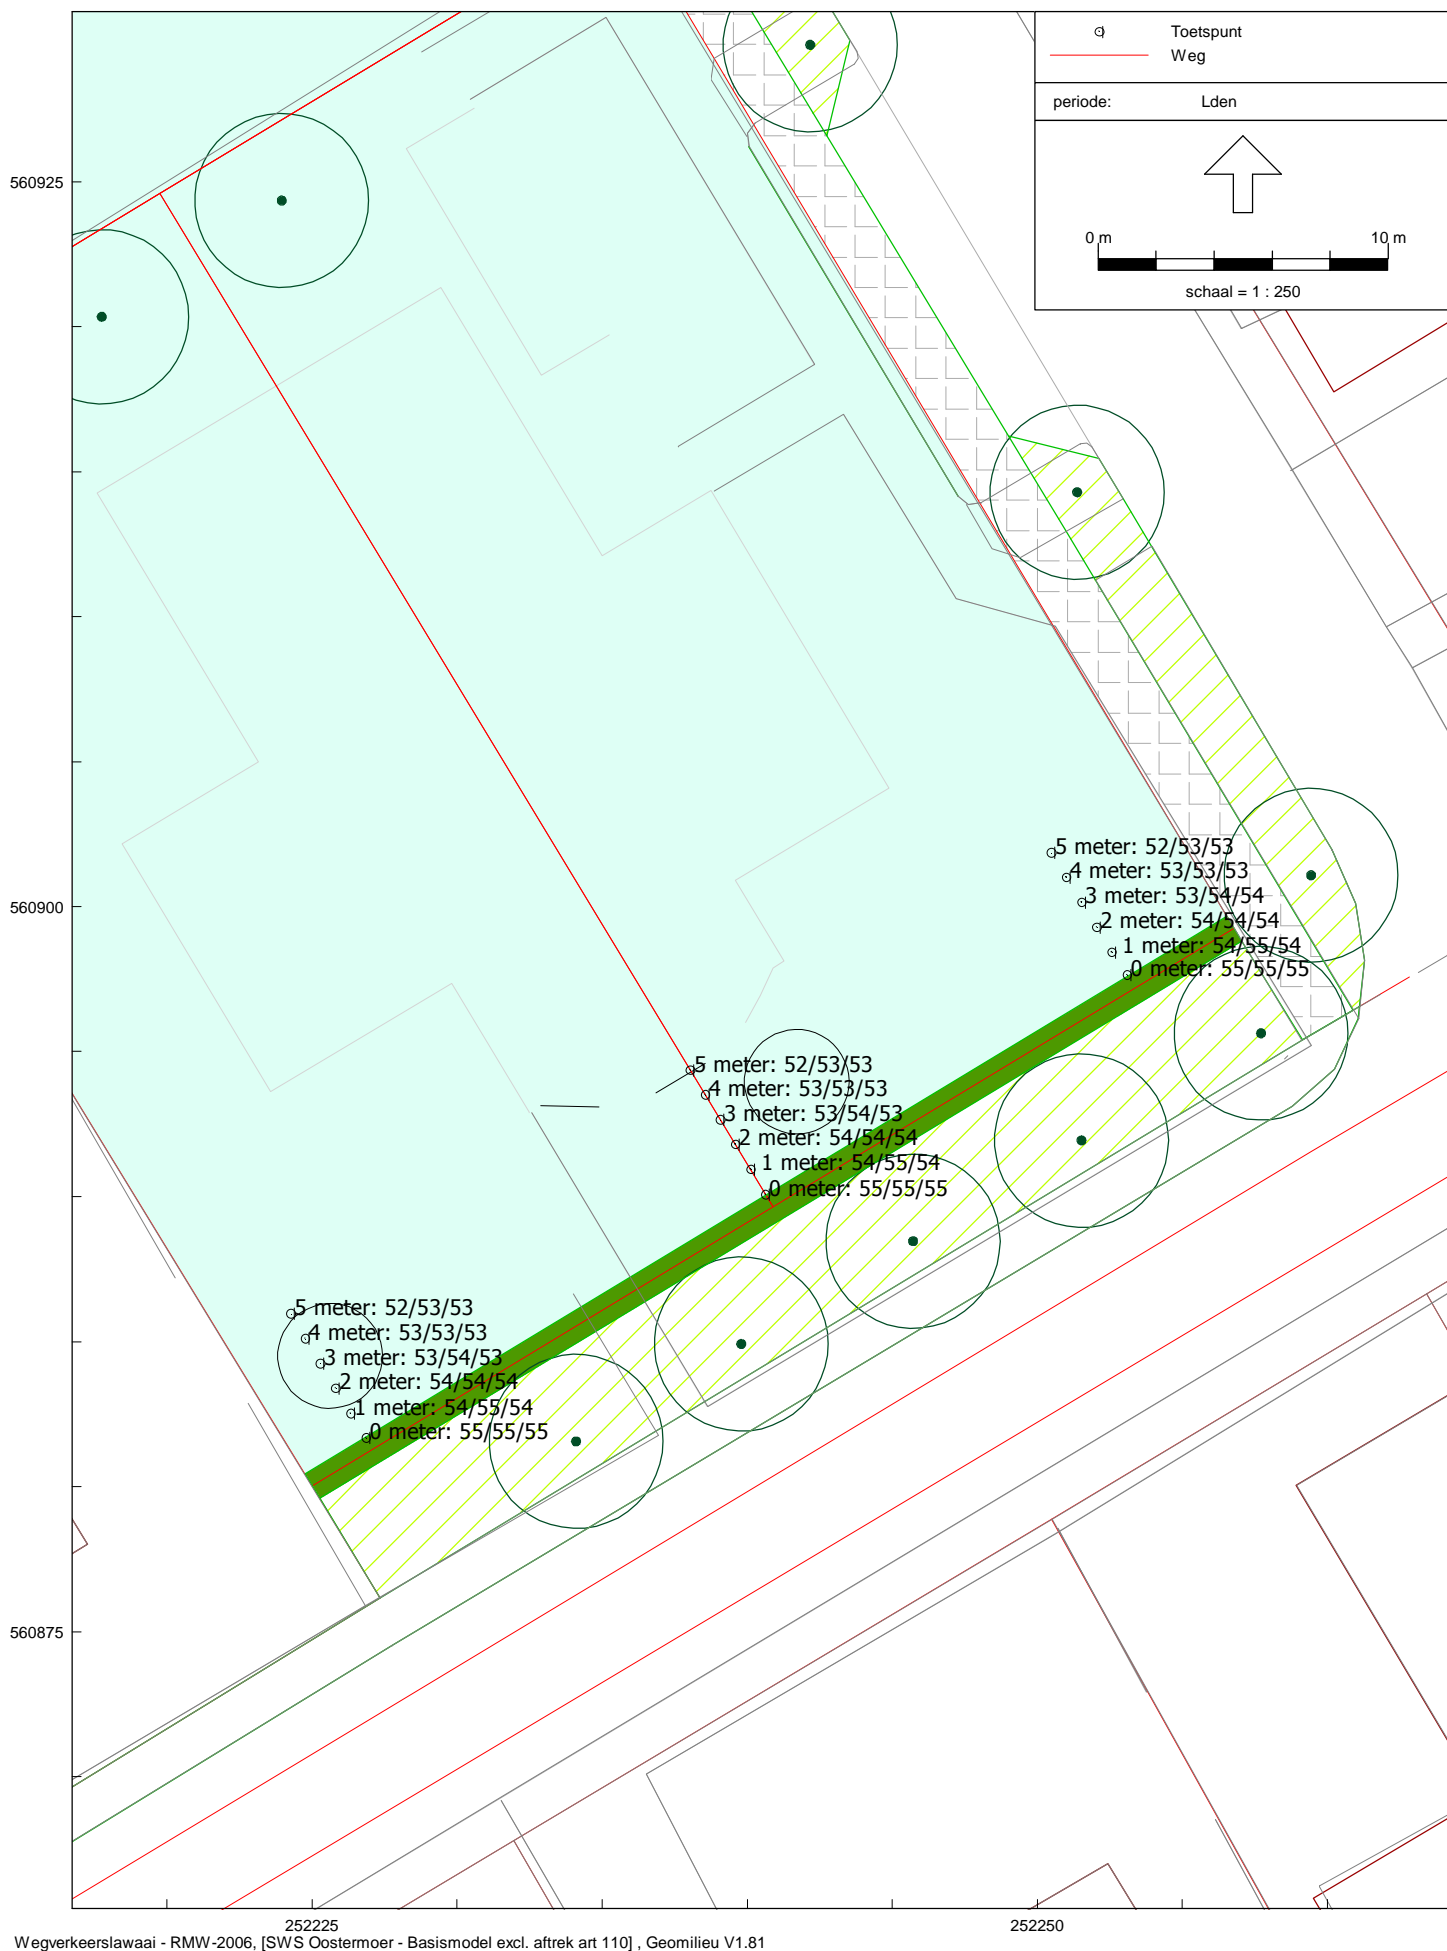 Toetspunt
Weg
periode: Lden
0 m 10 m
schaal = 1 : 250
560925
560900
560875
5 meter: 52/53/53
4 meter: 53/53/53
3 meter: 53/54/54
2 meter: 54/54/54
1 meter: 54/55/54
0 meter: 55/55/55
5 meter: 52/53/53
4 meter: 53/53/53
3 meter: 53/54/53
2 meter: 54/54/54
1 meter: 54/55/54
0 meter: 55/55/55
5 meter: 52/53/53
4 meter: 53/53/53
3 meter: 53/54/53
2 meter: 54/54/54
1 meter: 54/55/54
0 meter: 55/55/55
252225 252250
Wegverkeerslawaai - RMW-2006, [SWS Oostermoer - Basismodel excl. aftrek art 110] , Geomilieu V1.81